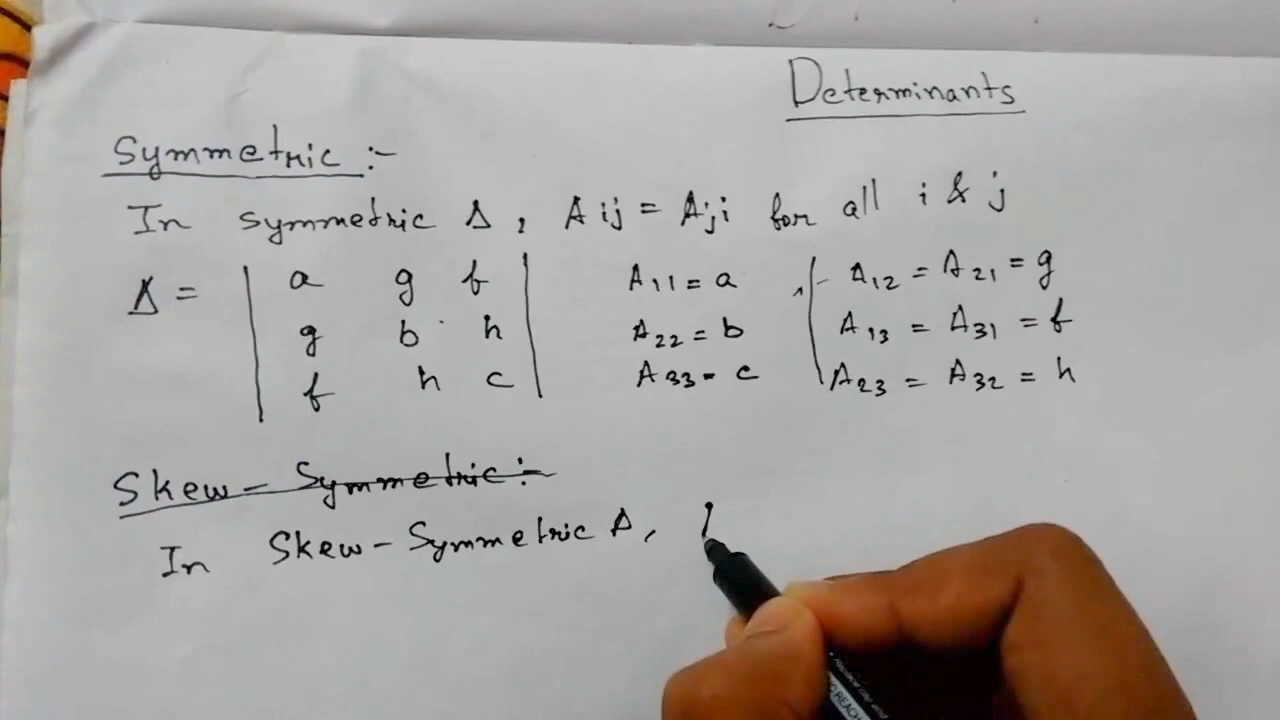 Determinants
Symmetric :-
In symmetric Δ, Aij = Aji for all i & j
Δ = | a g f | A11 = a , A12 = A21 = g
g b h A22 = b A13 = A31 = f
f h c A33 = c A23 = A32 = h
Skew - Symmetric :-
In Skew - Symmetric Δ,
REACH